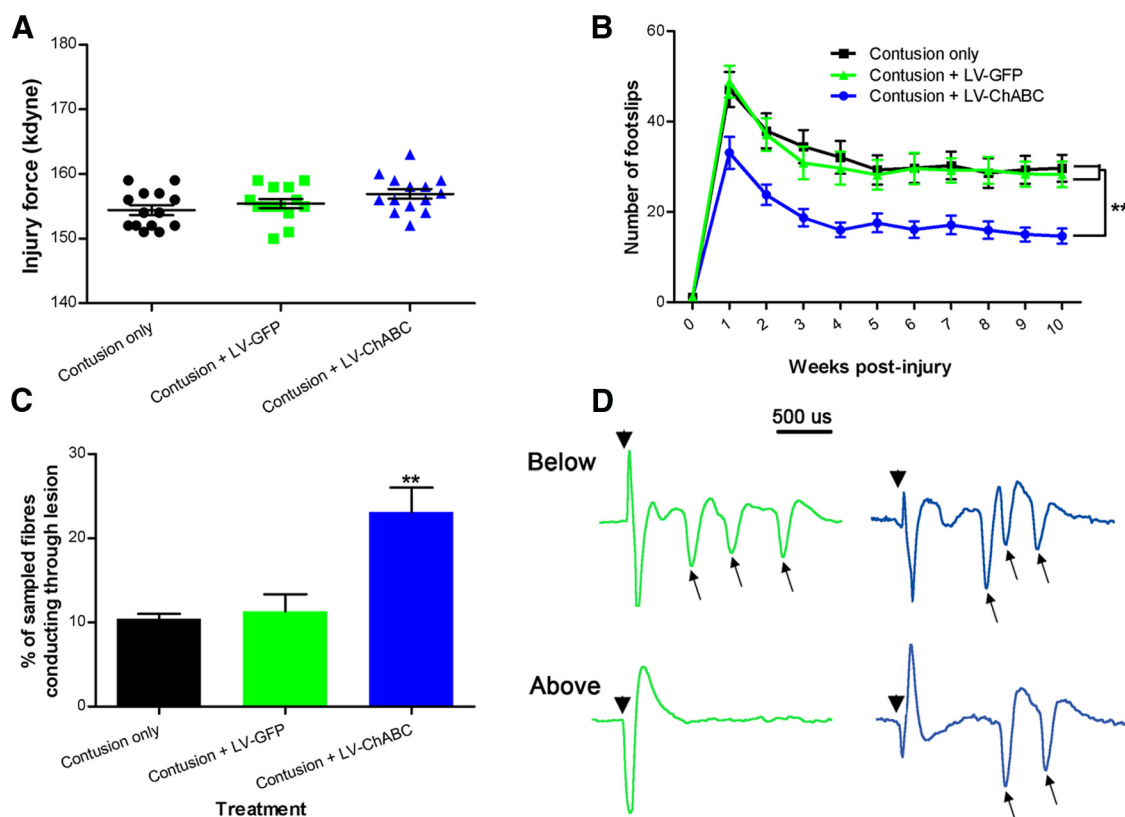 A
Injury force (kdyne)
180
170
160
150
140
Contusion only
Contusion + LV-GFP
Contusion + LV-ChABC
B
Number of footslips
60
40
20
0
Contusion only
Contusion + LV-GFP
Contusion + LV-ChABC
**
0 1 2 3 4 5 6 7 8 9 10
Weeks post-injury
C
% of sampled fibres
conducting through lesion
30
20
10
0
**
Contusion only
Contusion + LV-GFP
Contusion + LV-ChABC
Treatment
D
500 us
Below
Above